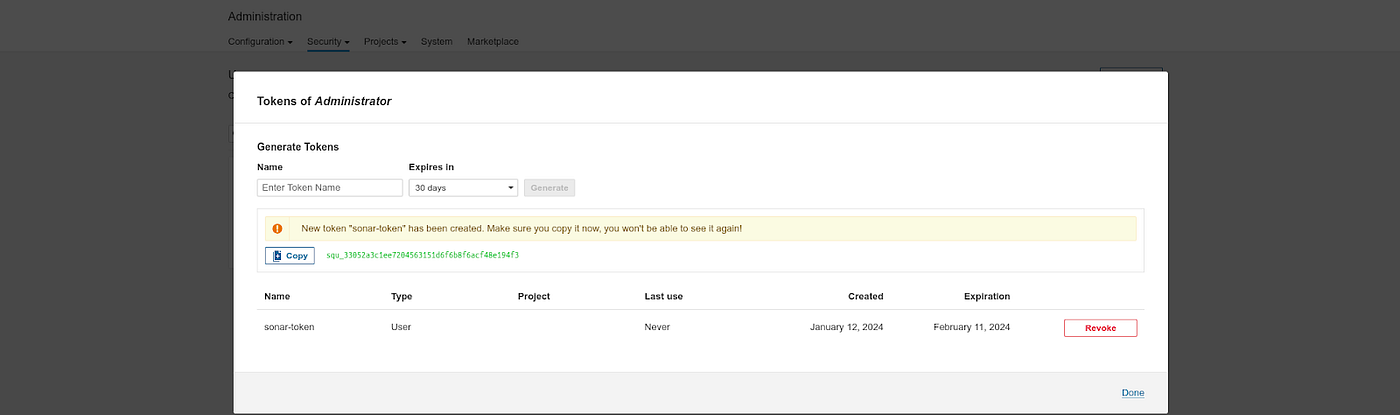 Administration
Configuration Security Projects System Marketplace
Tokens of Administrator
Generate Tokens
Name Expires in
Enter Token Name 30 days Generate
New token "sonar-token" has been created. Make sure you copy it now, you won't be able to see it again!
Copy squ_33052a3c1ee7204563151d6f6b8f6acf48e194f3
Name Type Project Last use Created Expiration
sonar-token User Never January 12, 2024 February 11, 2024 Revoke
Done